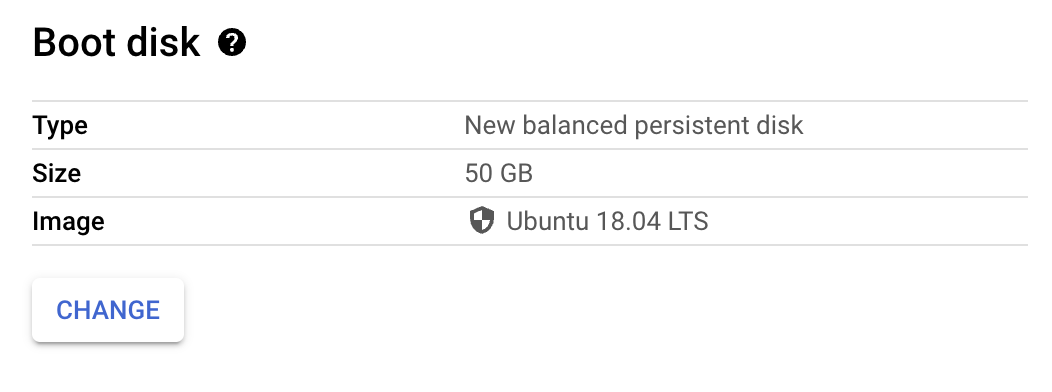 Boot disk ?
Type New balanced persistent disk
Size 50 GB
Image Ubuntu 18.04 LTS
CHANGE